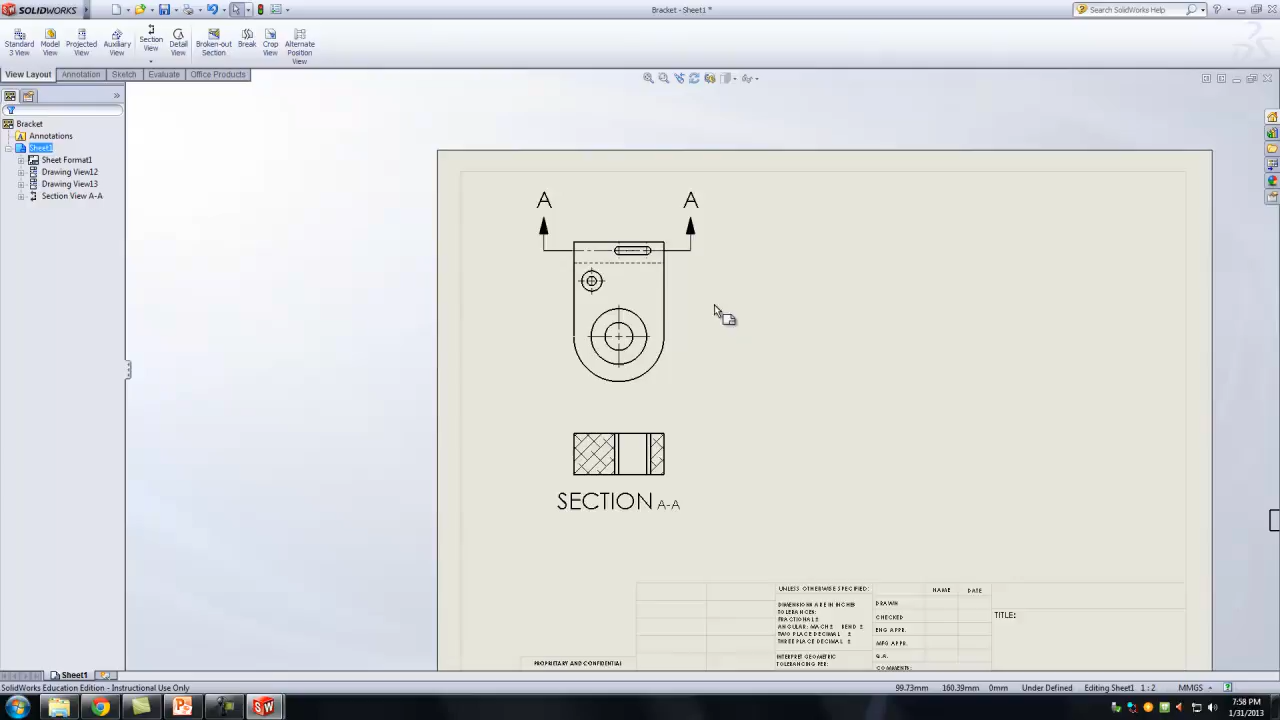 SOLIDWORKS
Bracket - Sheet1 *
Search SolidWorks Help
Standard 3 View
Model View
Projected View
Auxiliary View
Section View
Detail View
Broken-out Section
Break
Crop View
Alternate Position View
View Layout
Annotation
Sketch
Evaluate
Office Products
Bracket
Annotations
Sheet1
Sheet Format1
Drawing View12
Drawing View13
Section View A-A
A A
SECTION A-A
UNLESS OTHERWISE SPECIFIED:
NAME
DATE
DIMENSIONS ARE IN INCHES
TOLERANCES:
FRACTIONAL±
ANGULAR: MACH± BEND ±
TWO PLACE DECIMAL ±
THREE PLACE DECIMAL ±
INTERPRET GEOMETRIC
TOLERANCING PER:
DRAWN
CHECKED
ENG APPR.
MFG APPR.
Q.A.
COMMENTS:
TITLE:
PROPRIETARY AND CONFIDENTIAL
Sheet1
SolidWorks Education Edition - Instructional Use Only
99.73mm
160.39mm
0mm
Under Defined
Editing Sheet1
1 : 2
MMGS
7:58 PM
1/31/2013